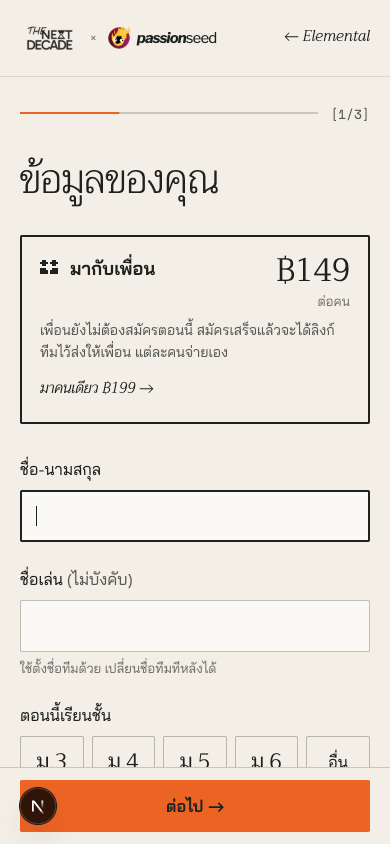 THE NEXT DECADE
×
passionseed
← Elemental
[1/3]
ข้อมูลของคุณ
มากับเพื่อน
฿149
ต่อคน
เพื่อนยังไม่ต้องสมัครตอนนี้ สมัครเสร็จแล้วจะได้ลิงก์
ทีมไว้ส่งให้เพื่อน แต่ละคนจ่ายเอง
มาคนเดียว ฿199 →
ชื่อ-นามสกุล
ชื่อเล่น (ไม่บังคับ)
ใช้ตั้งชื่อทีมด้วย เปลี่ยนชื่อทีมทีหลังได้
ตอนนี้เรียนชั้น
ม 3 ม 4 ม 5 ม 6 อื่น
N
ต่อไป →